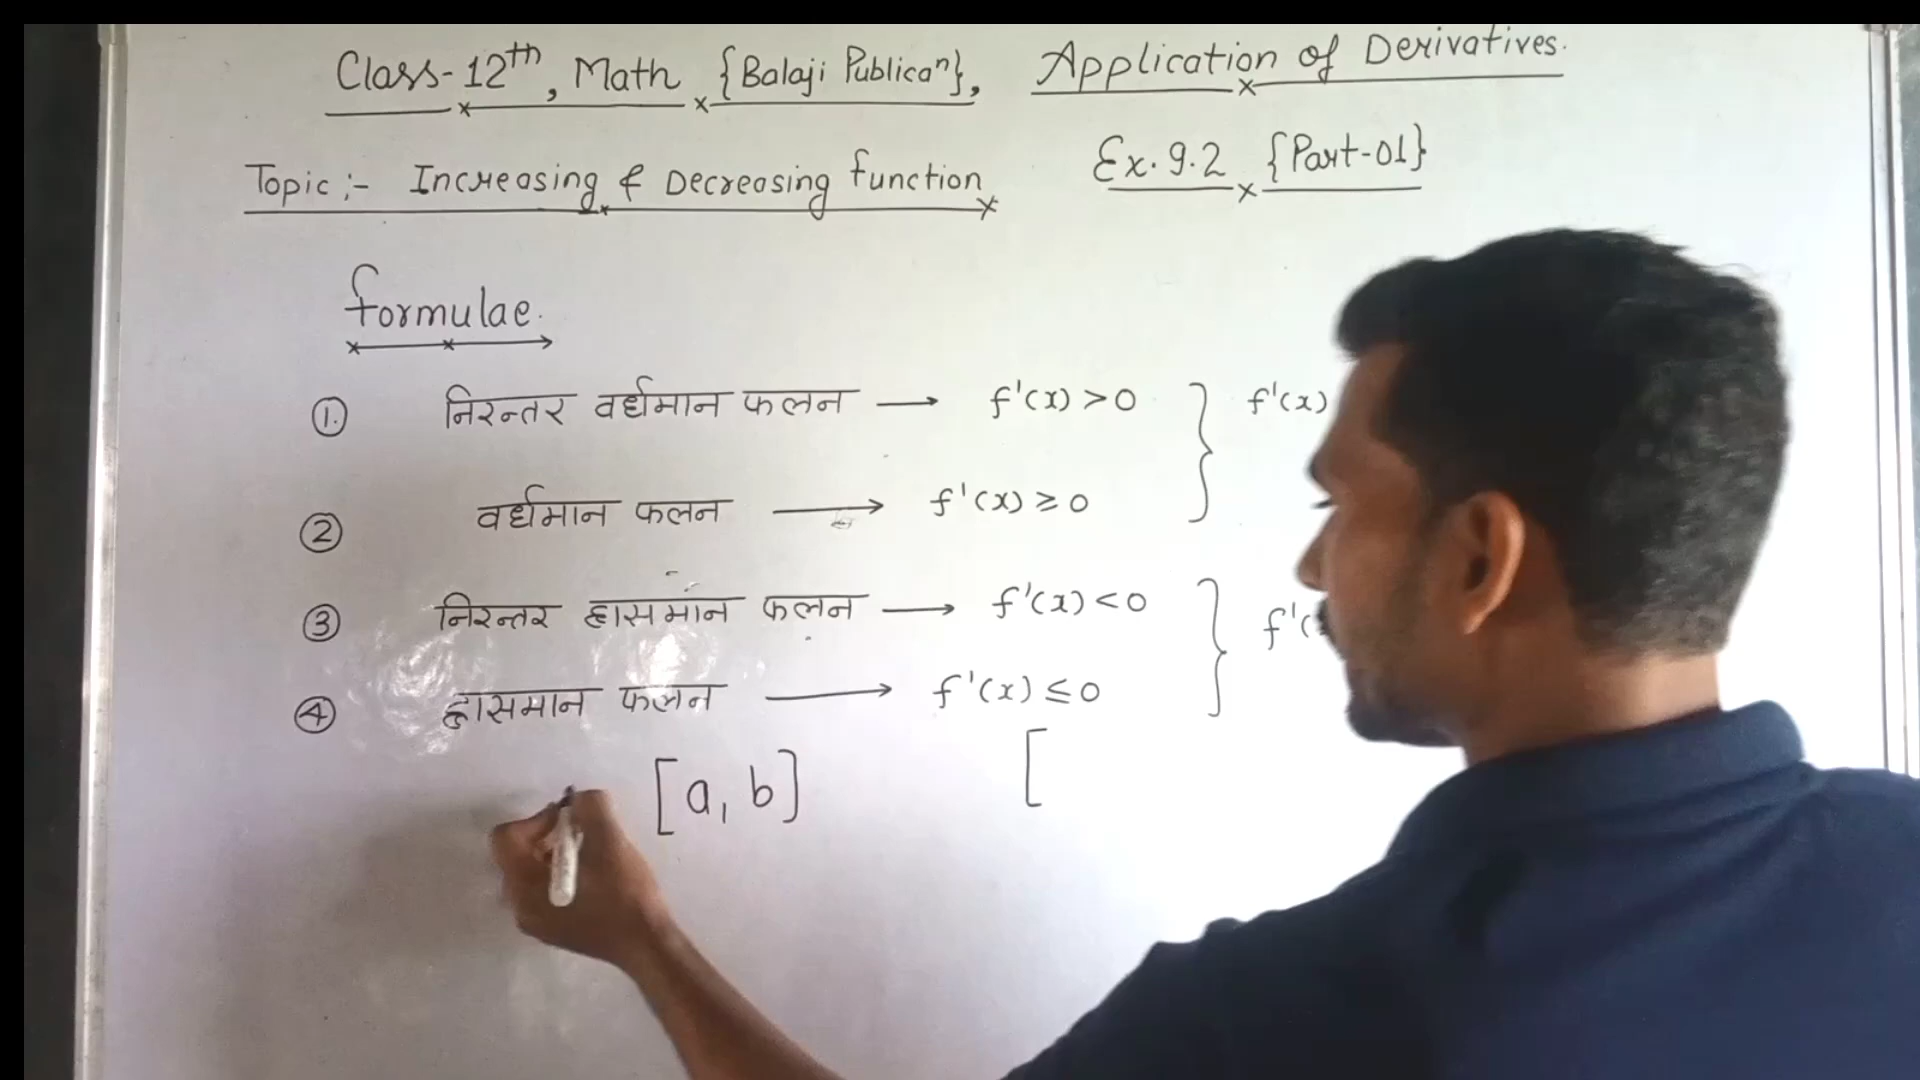 Class-12th, Math {Balaji Publicaⁿ}, Application of Derivatives.
Topic:- Increasing & Decreasing function Ex. 9.2 {Part-01}
formulae.
① निरन्तर वर्धमान फलन → f'(x) > 0 } f'(x)
② वर्धमान फलन → f'(x) ≥ 0
③ निरन्तर ह्रासमान फलन → f'(x) < 0 } f'(
④ ह्रासमान फलन → f'(x) ≤ 0
[a, b] [